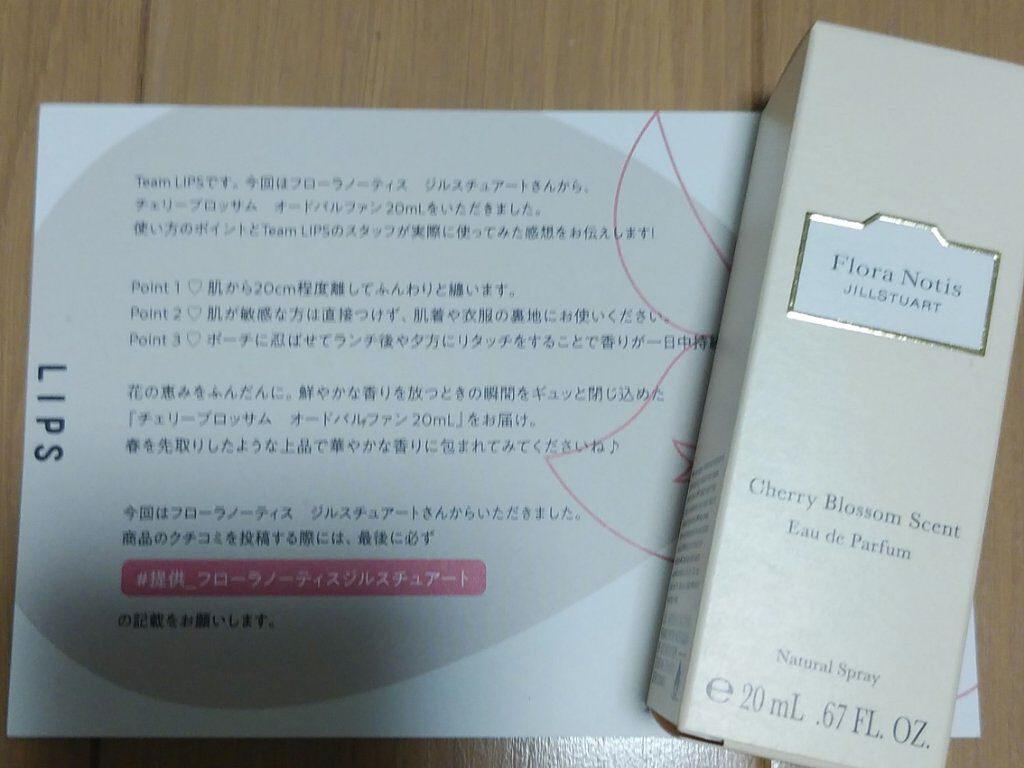 Team LIPSです。今回はフローラノーティス　ジルスチュアートさんから、
チェリーブロッサム　オードパルファン 20mLをいただきました。
使い方のポイントとTeam LIPSのスタッフが実際に使ってみた感想をお伝えします!
Point 1 ♡ 肌から20cm程度離してふんわりと纏います。
Point 2 ♡ 肌が敏感な方は直接つけず、肌着や衣服の裏地にお使いください。
Point 3 ♡ ポーチに忍ばせてランチ後や夕方にリタッチをすることで香りが一日中持続
花の恵みをふんだんに。鮮やかな香りを放つときの瞬間をギュッと閉じ込めた
『チェリーブロッサム　オードパルファン 20mL』をお届け。
春を先取りしたような上品で華やかな香りに包まれてみてくださいね♪
今回はフローラノーティス　ジルスチュアートさんからいただきました。
商品のクチコミを投稿する際には、最後に必ず
#提供_フローラノーティスジルスチュアート
の記載をお願いします。
LIPS
Flora Notis
JILLSTUART
Cherry Blossom Scent
Eau de Parfum
Natural Spray
℮ 20 mL .67 FL. OZ.